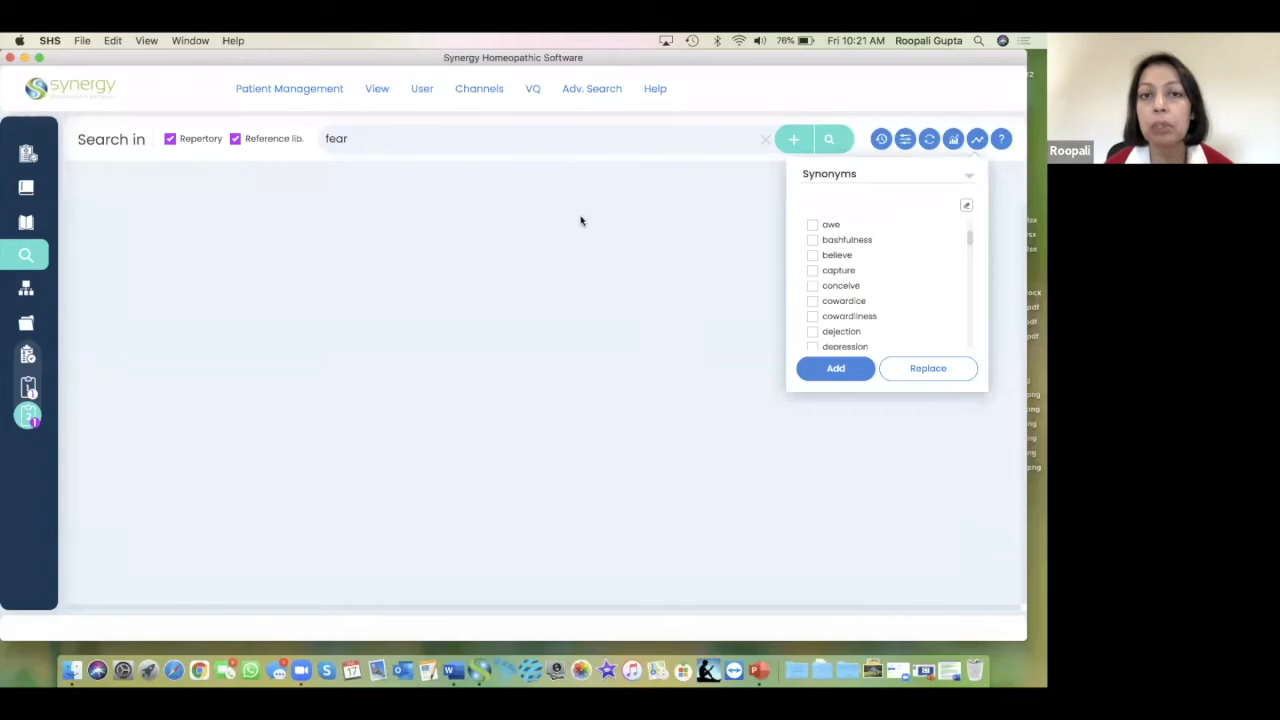 SHS File Edit View Window Help 76% Fri 10:21 AM Roopali Gupta
Synergy Homeopathic Software
synergy
Patient Management View User Channels VQ Adv. Search Help
Search in Repertory Reference lib. fear
Synonyms
awe
bashfulness
believe
capture
conceive
cowardice
cowardliness
dejection
depression
Add Replace
Roopali